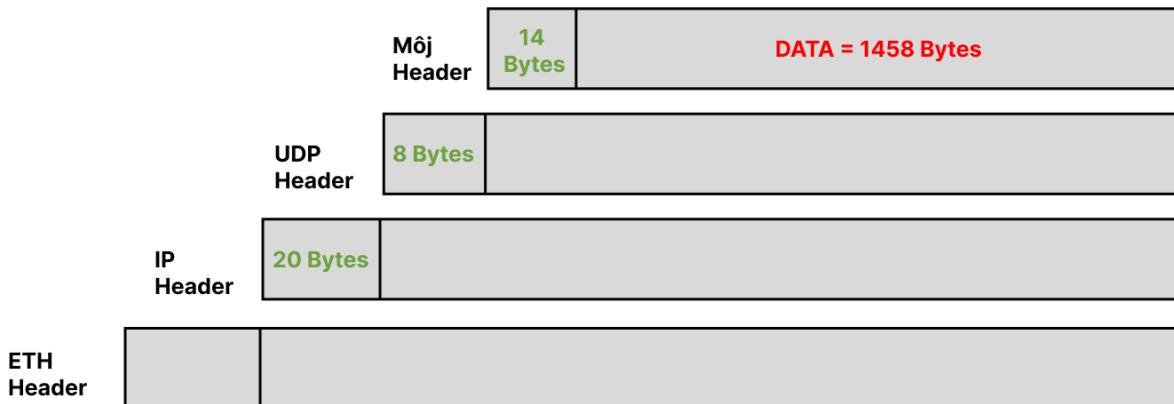 Môj
Header
14
Bytes
DATA = 1458 Bytes
UDP
Header
8 Bytes
IP
Header
20 Bytes
ETH
Header